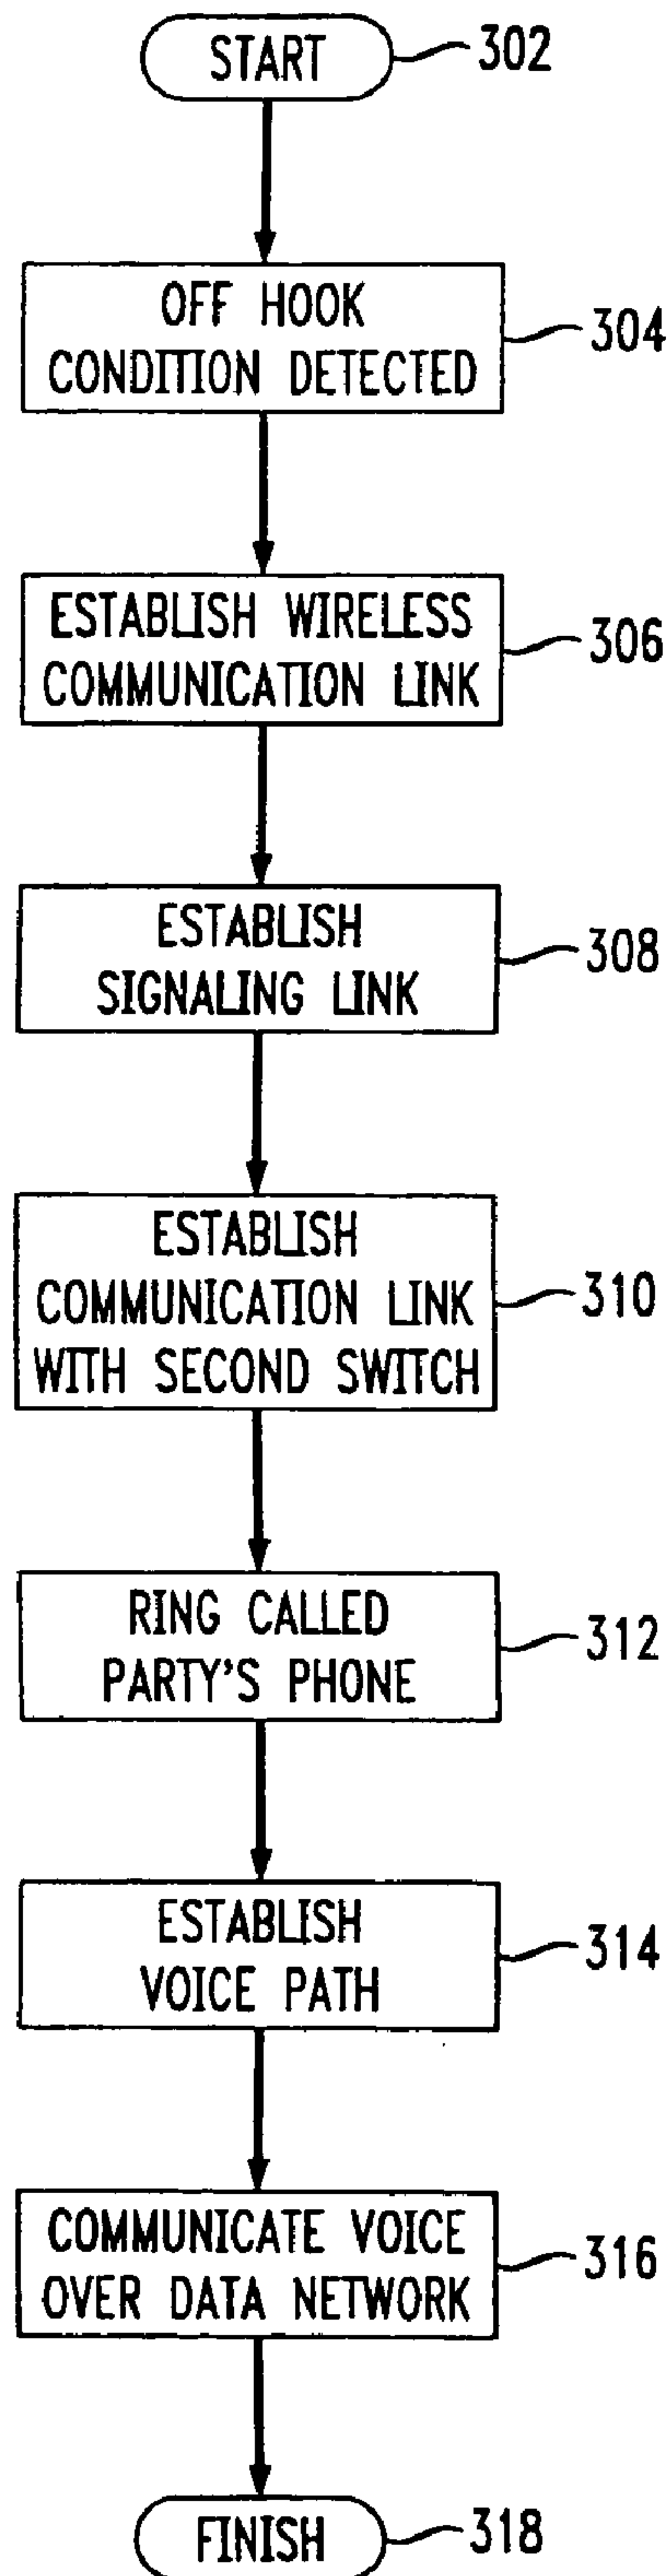 START
302
OFF HOOK
CONDITION DETECTED
304
ESTABLISH WIRELESS
COMMUNICATION LINK
306
ESTABLISH
SIGNALING LINK
308
ESTABLISH
COMMUNICATION LINK
WITH SECOND SWITCH
310
RING CALLED
PARTY'S PHONE
312
ESTABLISH
VOICE PATH
314
COMMUNICATE VOICE
OVER DATA NETWORK
316
FINISH
318